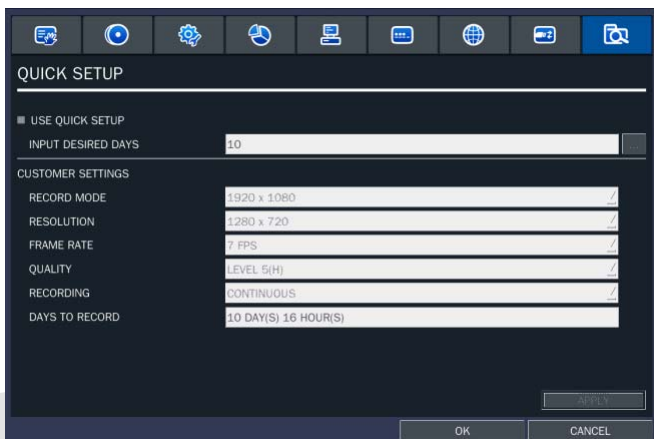 QUICK SETUP
USE QUICK SETUP
INPUT DESIRED DAYS 10 ...
CUSTOMER SETTINGS
RECORD MODE 1920 x 1080
RESOLUTION 1280 x 720
FRAME RATE 7 FPS
QUALITY LEVEL 5(H)
RECORDING CONTINUOUS
DAYS TO RECORD 10 DAY(S) 16 HOUR(S)
APPLY
OK CANCEL